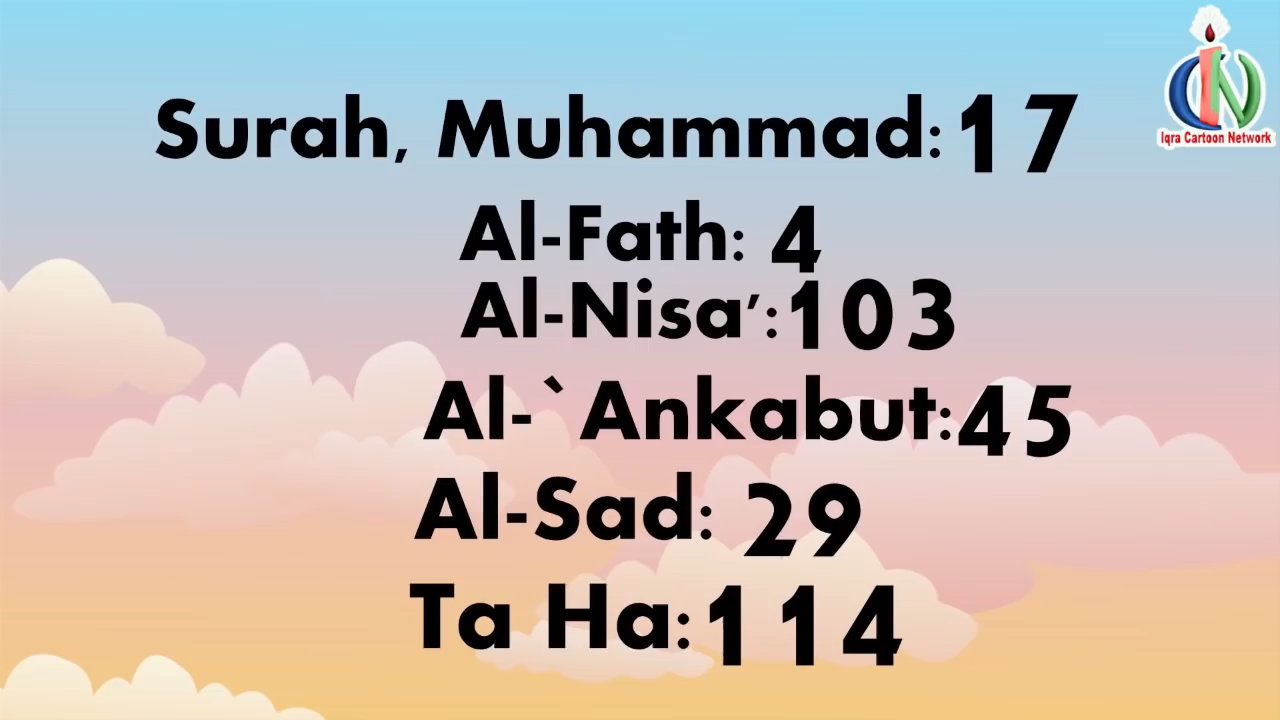 Surah, Muhammad: 17
Al-Fath: 4
Al-Nisa’: 103
Al-`Ankabut: 45
Al-Sad: 29
Ta Ha: 114
ICN
Iqra Cartoon Network